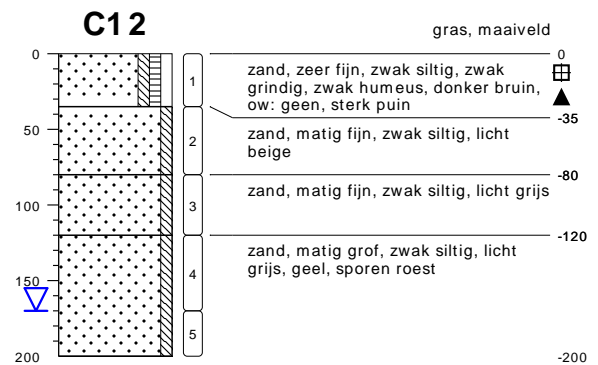 C12
gras, maaiveld
0
0
1
zand, zeer fijn, zwak siltig, zwak
grindig, zwak humeus, donker bruin,
ow: geen, sterk puin
-35
50
2
zand, matig fijn, zwak siltig, licht
beige
-80
100
3
zand, matig fijn, zwak siltig, licht grijs
-120
150
4
zand, matig grof, zwak siltig, licht
grijs, geel, sporen roest
5
200
-200